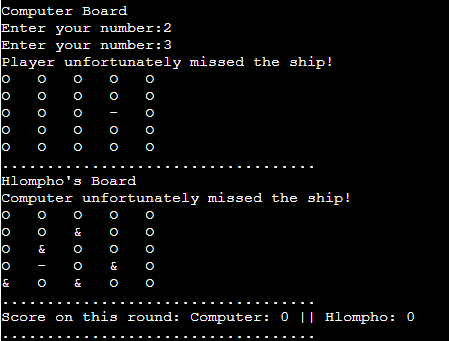 Computer Board
Enter your number:2
Enter your number:3
Player unfortunately missed the ship!
O   O   O   O   O
O   O   O   O   O
O   O   O   -   O
O   O   O   O   O
O   O   O   O   O
..................................
Hlompho's Board
Computer unfortunately missed the ship!
O   O   O   O   O
O   O   &   O   O
O   &   O   O   O
O   -   O   &   O
&   O   &   O   O
..................................
Score on this round: Computer: 0 || Hlompho: 0
..................................